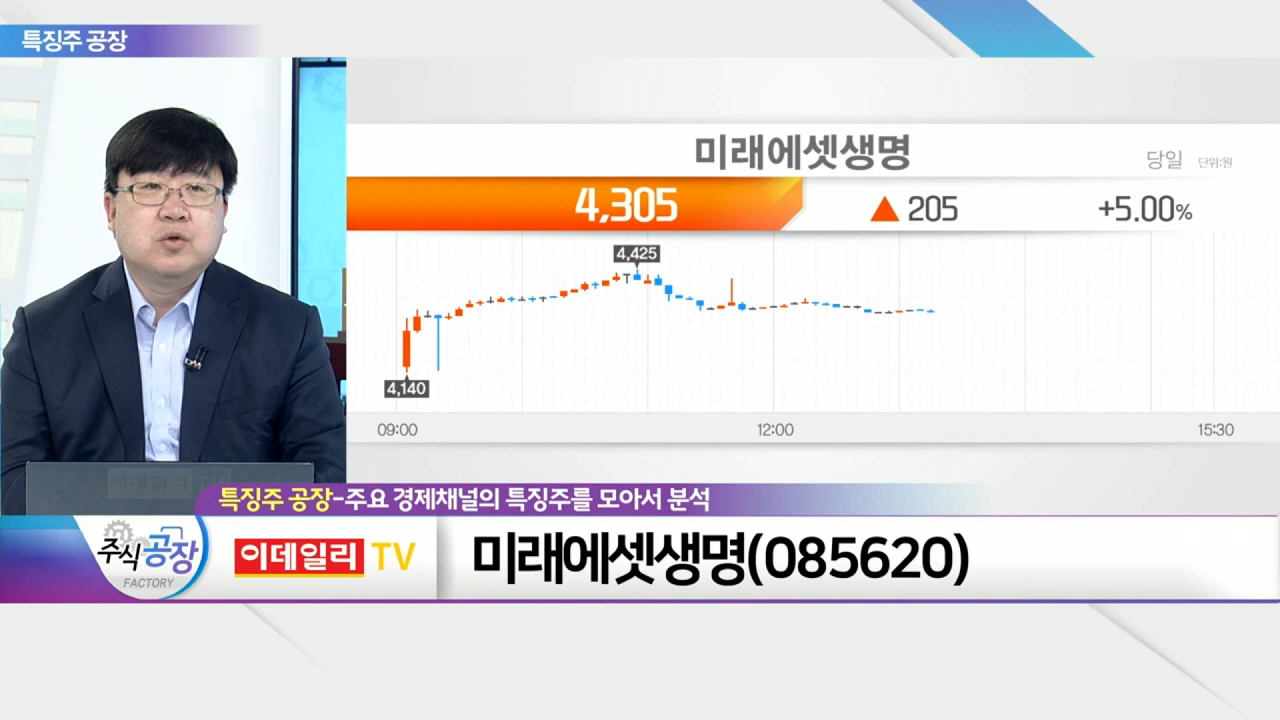 특징주 공장
미래에셋생명
당일 단위:원
4,305 ▲ 205 +5.00%
4,425
4,140
09:00 12:00 15:30
특징주 공장-주요 경제채널의 특징주를 모아서 분석
주식공장
FACTORY
이데일리 TV
미래에셋생명(085620)